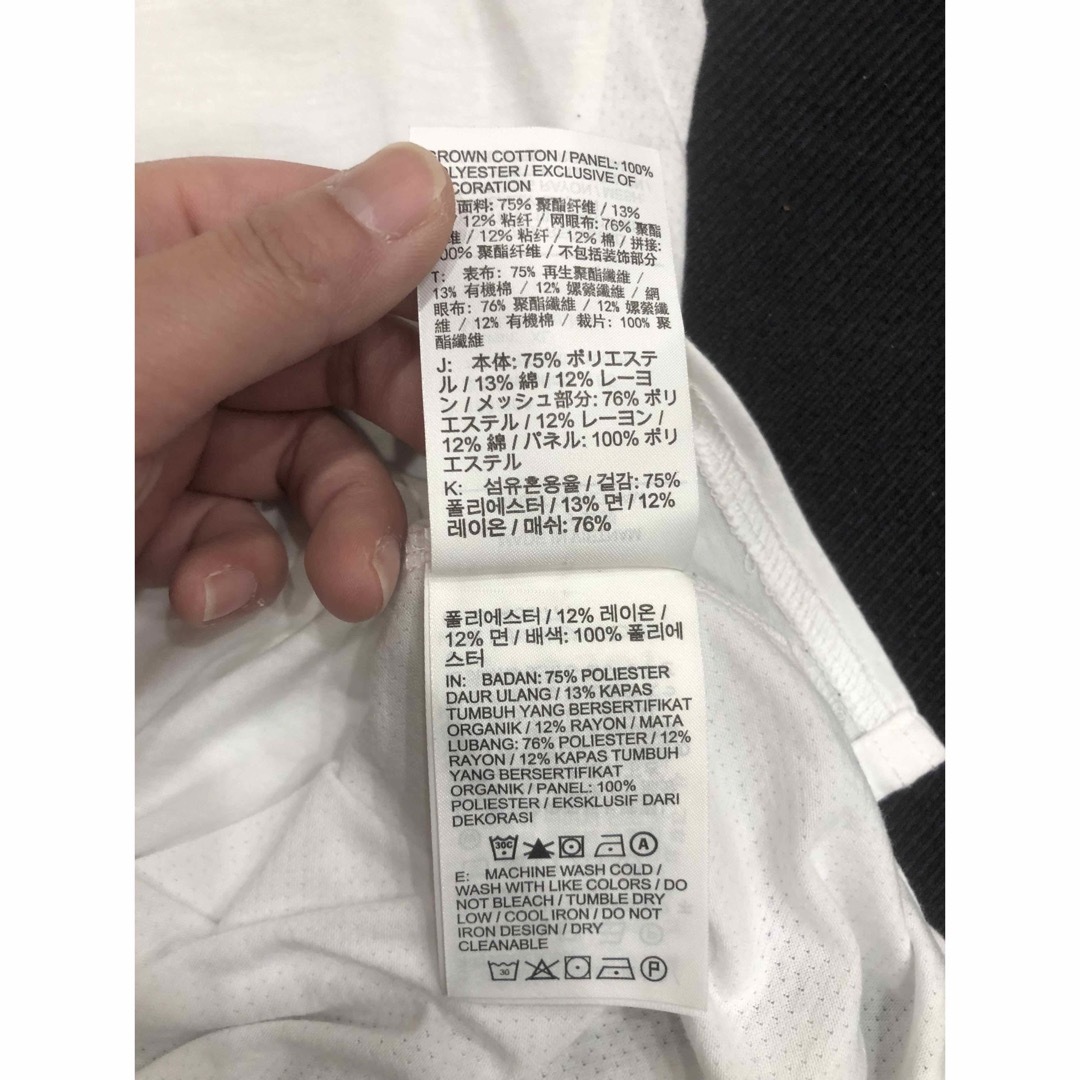 COTTON / PANEL: 100%
/ EXCLUSIVE OF
面料: 75% 聚酯纤维 / 13%
/ 12% 粘纤 / 网眼布: 76% 聚酯
/ 12% 粘纤 / 12% 棉 / 拼接:
聚酯纤维 / 不包括装饰部分
T: 表布: 75% 再生聚酯纖維 /
13% 有機棉 / 12% 嫘縈纖維 / 網
眼布: 76% 聚酯纖維 / 12% 嫘縈纖
維 / 12% 有機棉 / 裁片: 100% 聚
酯纖維
J: 本体: 75% ポリエステ
ル / 13% 綿 / 12% レーヨ
ン / メッシュ部分: 76% ポリ
エステル / 12% レーヨン /
12% 綿 / パネル: 100% ポリ
エステル
K: 섬유혼용율 / 겉감: 75%
폴리에스터 / 13% 면 / 12%
레이온 / 매쉬: 76%
폴리에스터 / 12% 레이온 /
12% 면 / 배색: 100% 폴리에
스터
IN: BADAN: 75% POLIESTER
DAUR ULANG / 13% KAPAS
TUMBUH YANG BERSERTIFIKAT
ORGANIK / 12% RAYON / MATA
LUBANG: 76% POLIESTER / 12%
RAYON / 12% KAPAS TUMBUH
YANG BERSERTIFIKAT
ORGANIK / PANEL: 100%
POLIESTER / EKSKLUSIF DARI
DEKORASI
30C A
E: MACHINE WASH COLD /
WASH WITH LIKE COLORS / DO
NOT BLEACH / TUMBLE DRY
LOW / COOL IRON / DO NOT
IRON DESIGN / DRY
CLEANABLE
30 P